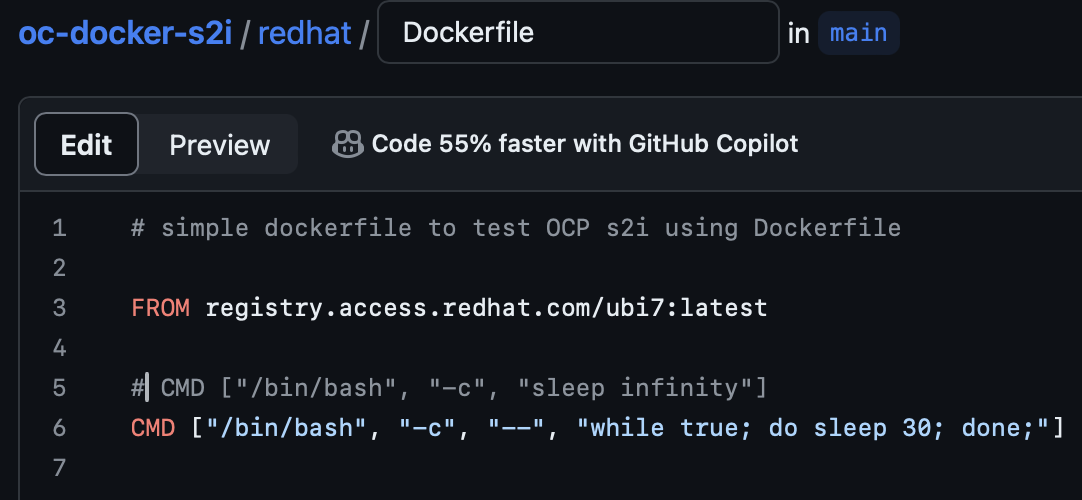 oc-docker-s2i / redhat / Dockerfile in main
Edit Preview Code 55% faster with GitHub Copilot
1 # simple dockerfile to test OCP s2i using Dockerfile
2
3 FROM registry.access.redhat.com/ubi7:latest
4
5 # CMD ["/bin/bash", "-c", "sleep infinity"]
6 CMD ["/bin/bash", "-c", "--", "while true; do sleep 30; done;"]
7